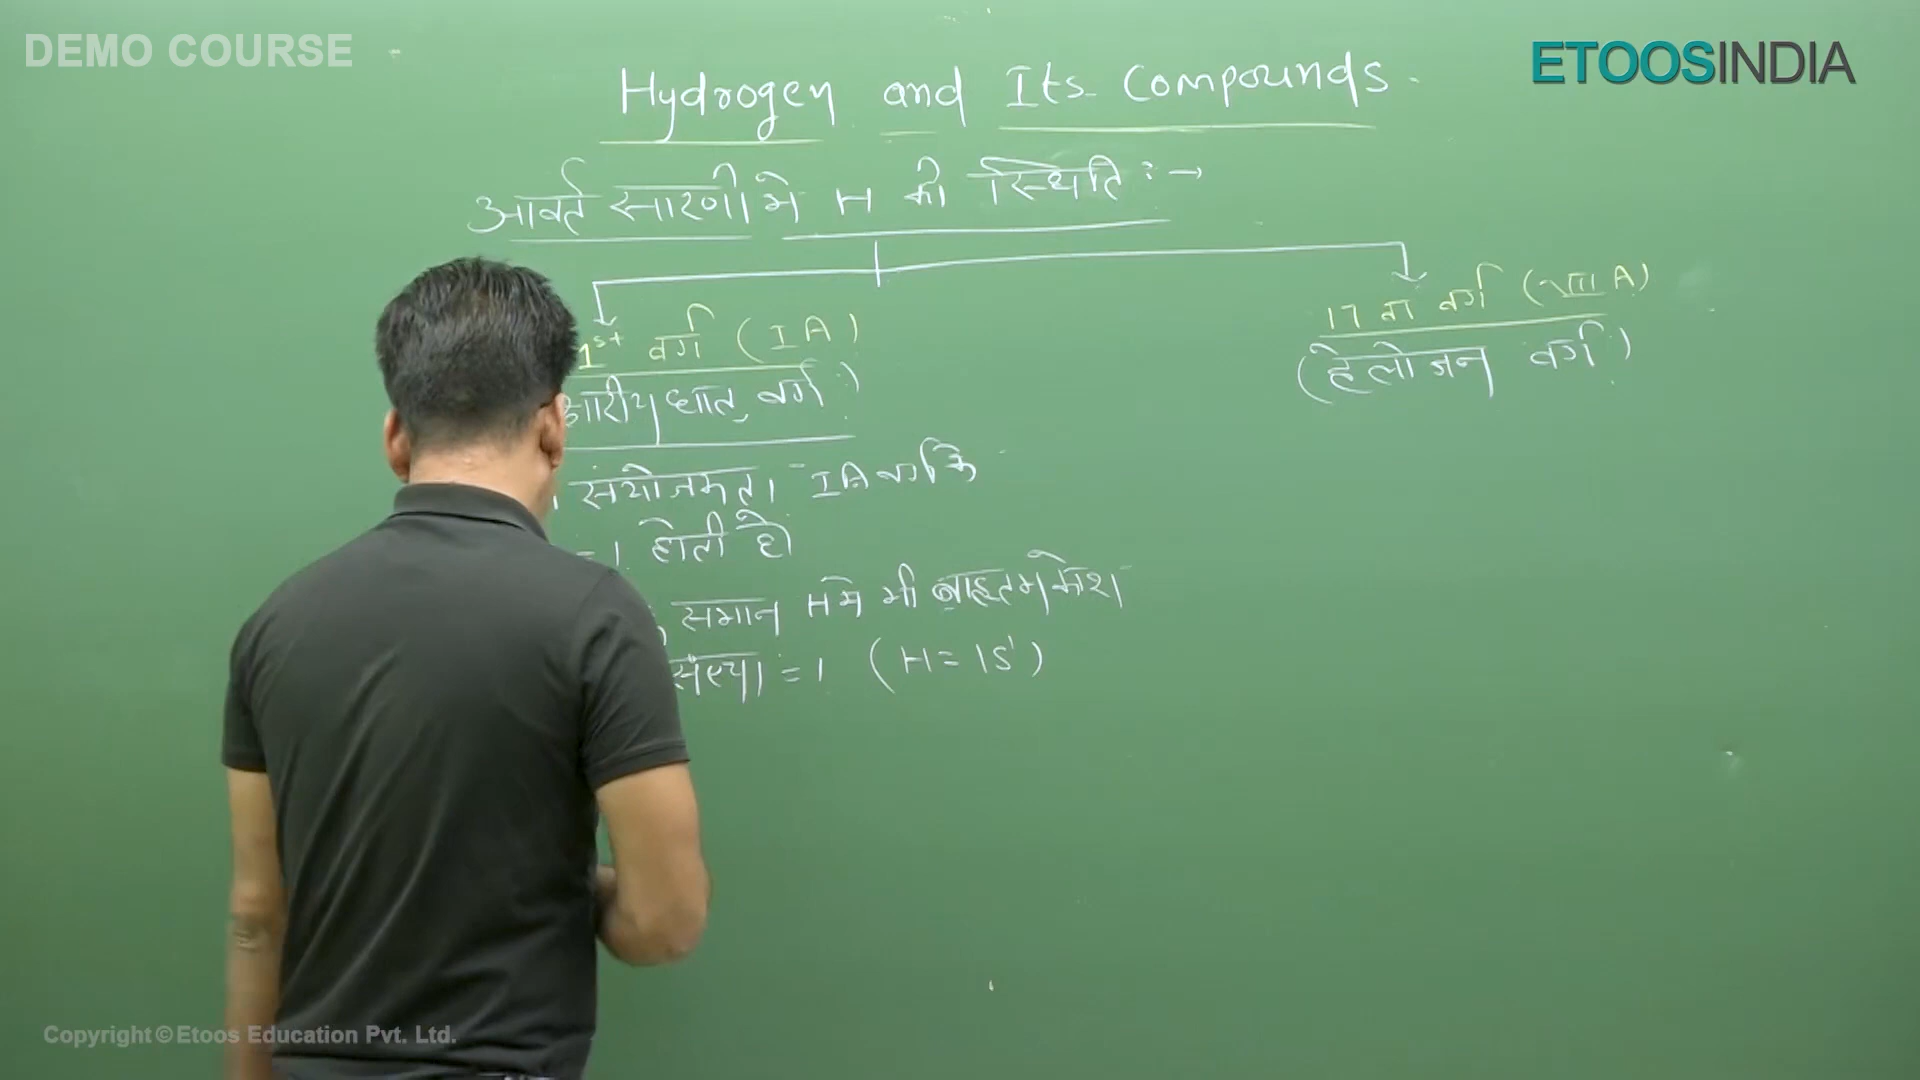 DEMO COURSE
ETOOSINDIA
Hydrogen and Its Compounds.
आवर्त सारणी मे H की स्थिति :→
1st वर्ग (IA)
17 वा वर्ग (VII A)
धातु वर्ग)
(हेलोजन वर्ग)
संयोजकता IA वर्ग के
= 1 होती है
समान H मे भी बाह्यतम कोश
संख्या = 1 (H = 1S¹)
Copyright © Etoos Education Pvt. Ltd.